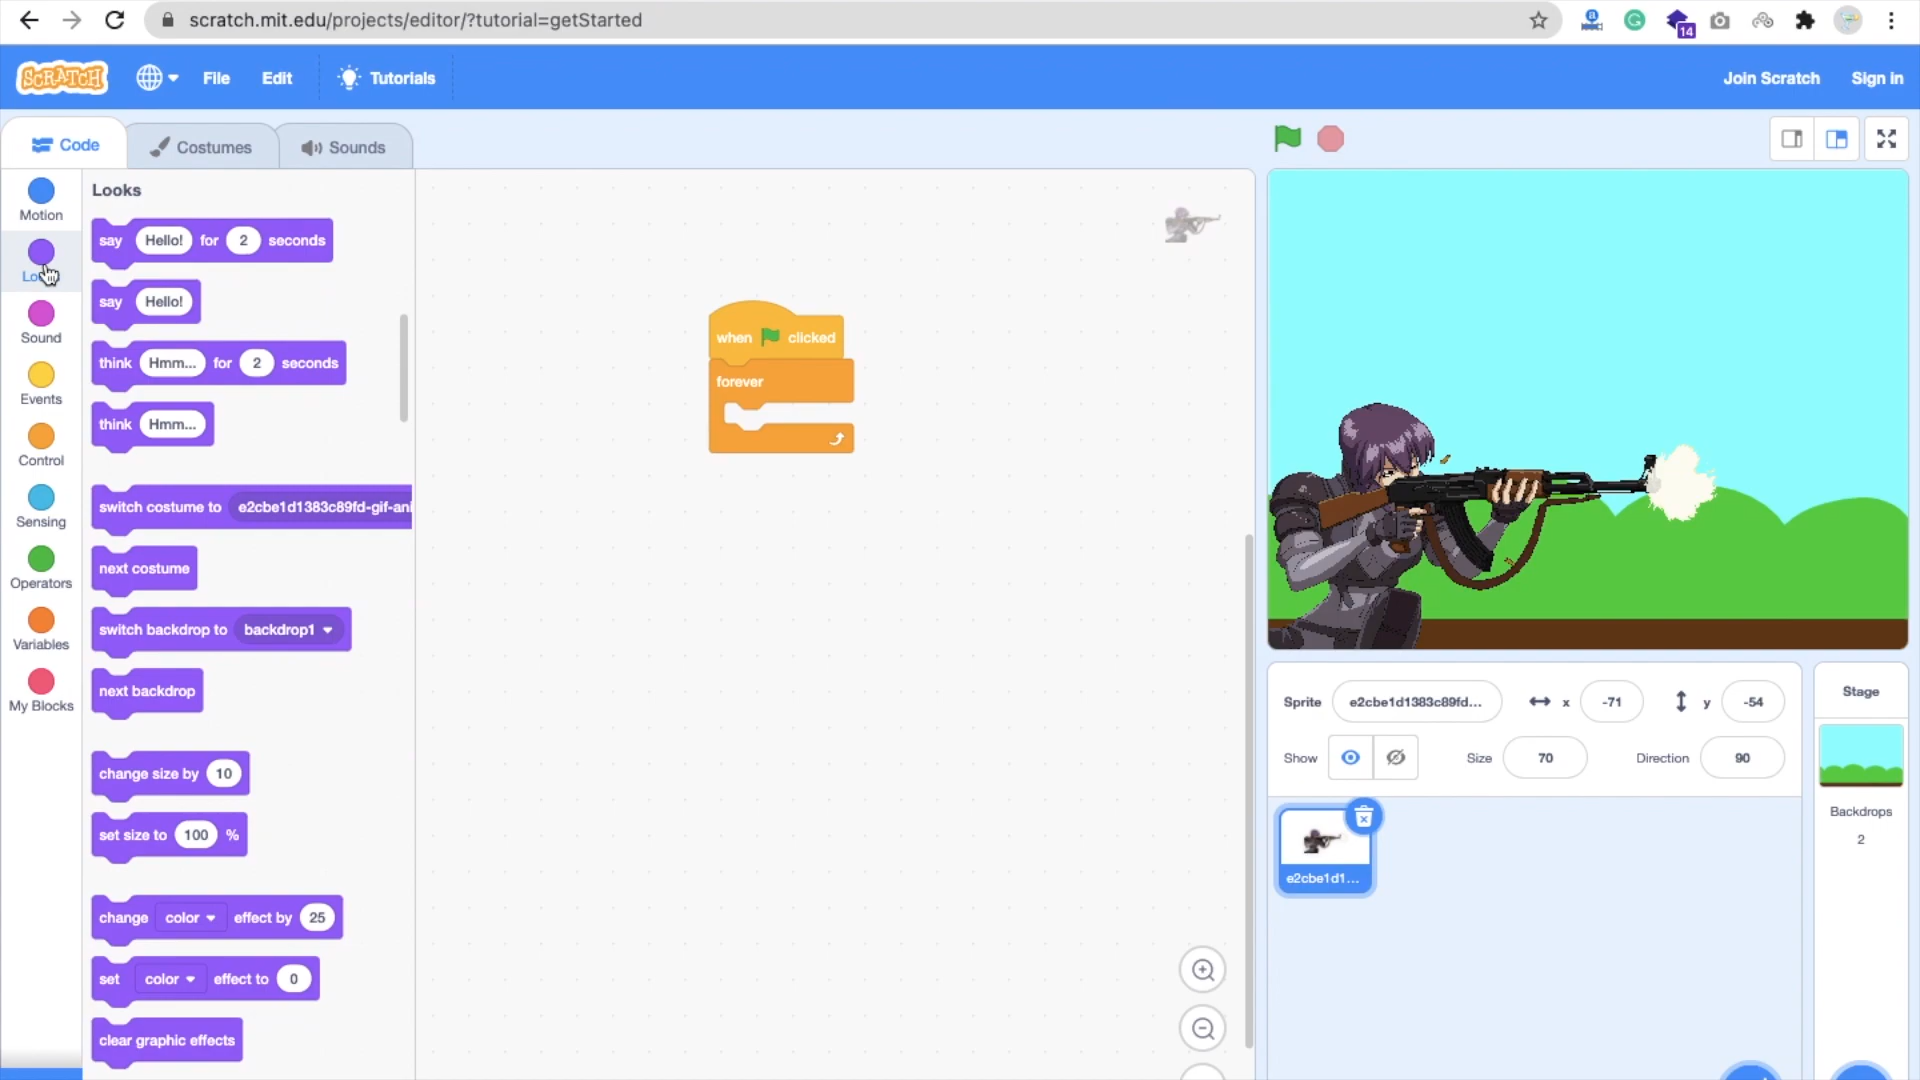 scratch.mit.edu/projects/editor/?tutorial=getStarted
14
SCRATCH
File
Edit
Tutorials
Join Scratch
Sign in
Code
Costumes
Sounds
Motion
Sound
Events
Control
Sensing
Operators
Variables
My Blocks
Looks
say Hello! for 2 seconds
say Hello!
think Hmm... for 2 seconds
think Hmm...
switch costume to e2cbe1d1383c89fd-gif-ani
next costume
switch backdrop to backdrop1
next backdrop
change size by 10
set size to 100 %
change color effect by 25
set color effect to 0
clear graphic effects
when clicked
forever
Sprite e2cbe1d1383c89fd... x -71 y -54
Show Size 70 Direction 90
e2cbe1d1...
Stage
Backdrops
2